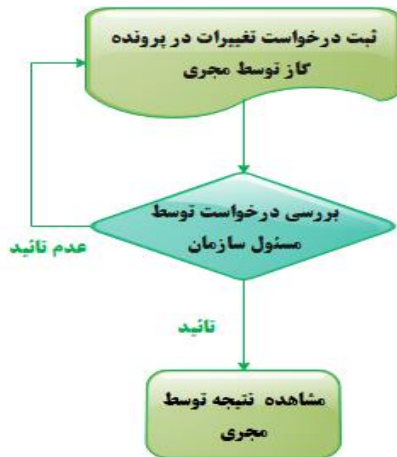 ثبت درخواست تغییرات در پرونده
گاز توسط مجری
بررسی درخواست توسط
مسئول سازمان
عدم تائید
تائید
مشاهده نتیجه توسط
مجری